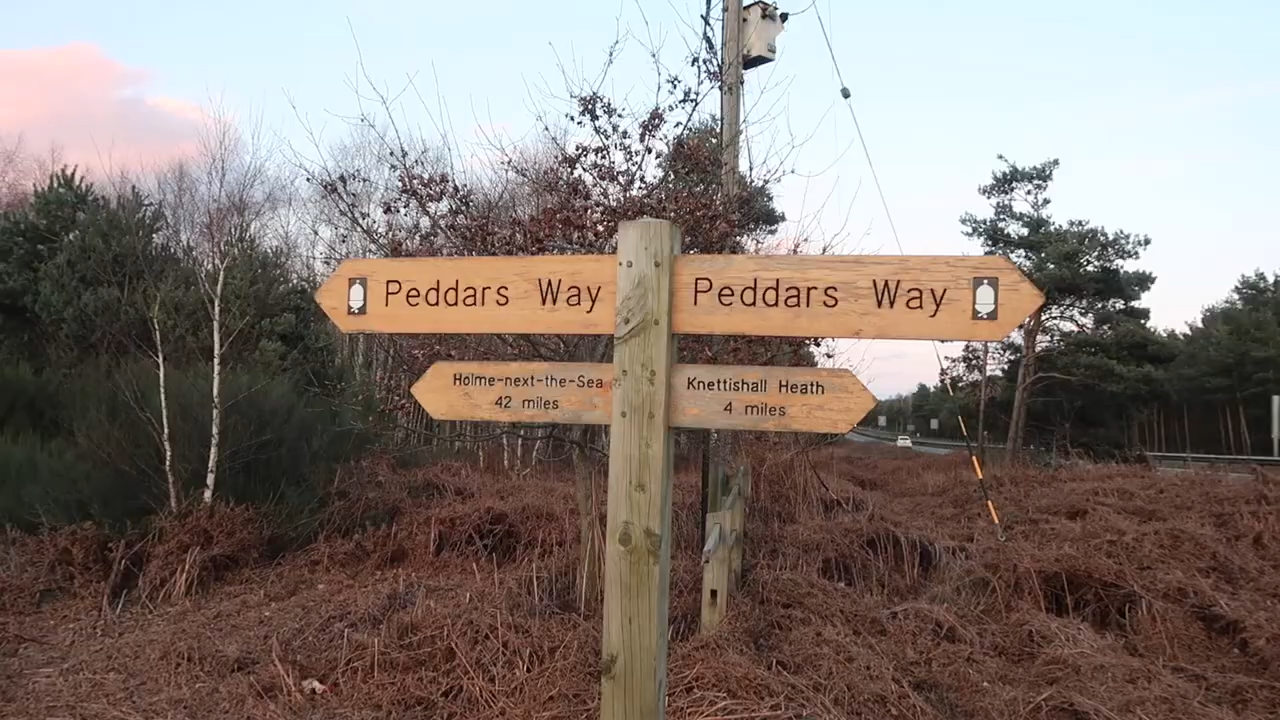 Peddars Way
Peddars Way
Holme-next-the-Sea
42 miles
Knettishall Heath
4 miles